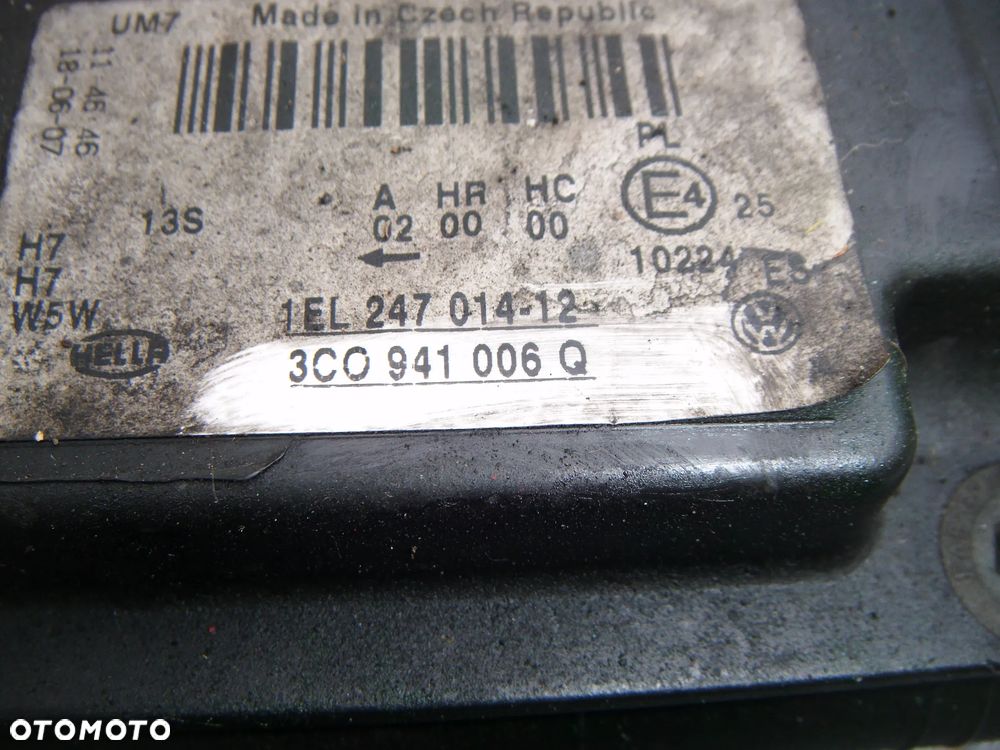 UM7 Made in Czech Republic
11 46 46
18-06-07
PL
13S A HR HC E4 25
02 00 00
H7
H7 10224
W5W 1EL 247 014-12
HELLA 3CO 941 006 Q
OTOMOTO